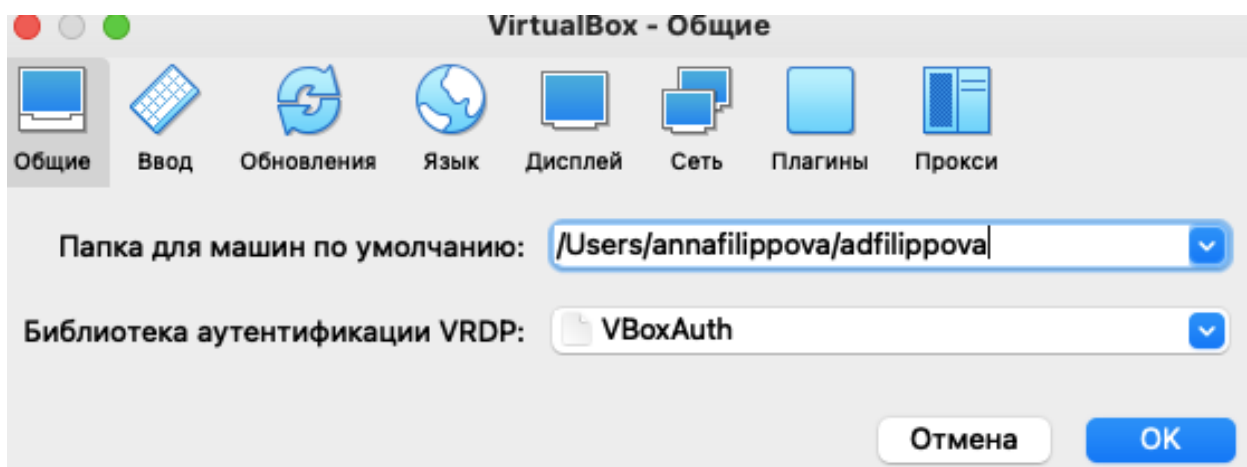 VirtualBox - Общие
Общие Ввод Обновления Язык Дисплей Сеть Плагины Прокси
Папка для машин по умолчанию: /Users/annafilippova/adfilippova
Библиотека аутентификации VRDP: VBoxAuth
Отмена OK